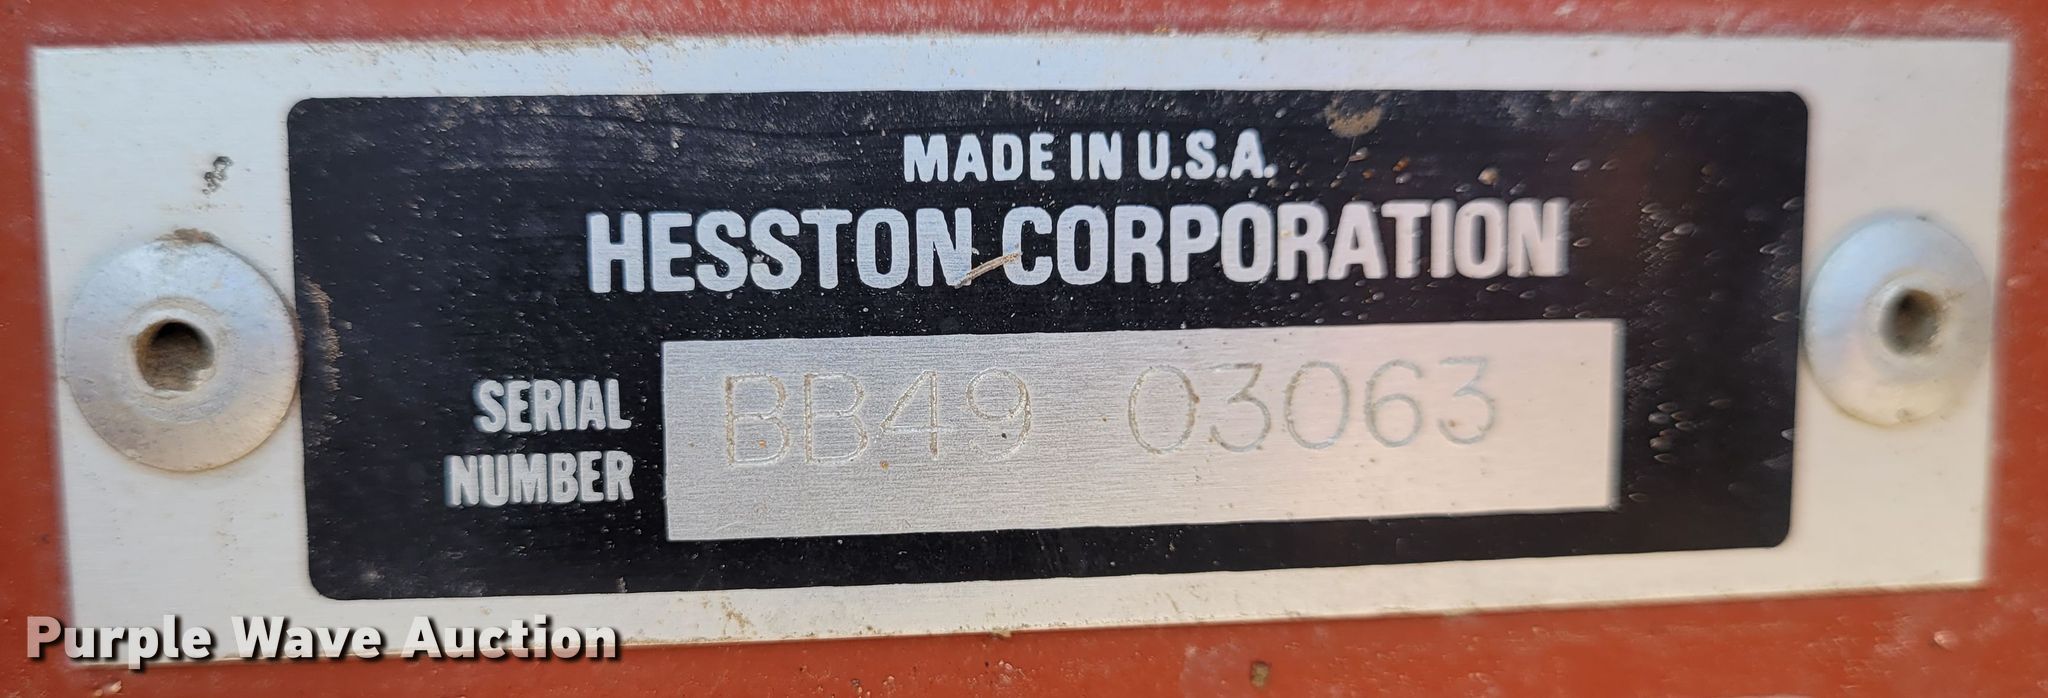 MADE IN U.S.A.
HESSTON CORPORATION
SERIAL
NUMBER
BB49 03063
Purple Wave Auction